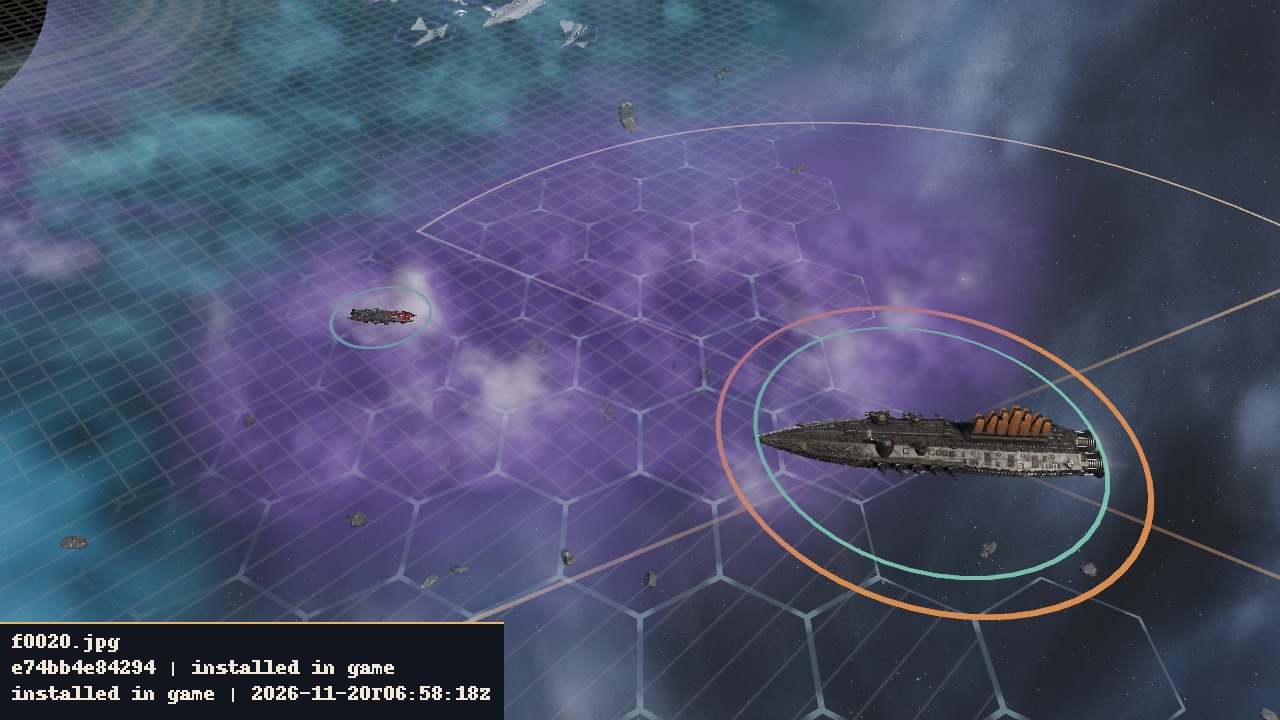 f0020.jpg
e74bb4e84294 | installed in game
installed in game | 2026-11-20T06:58:18Z